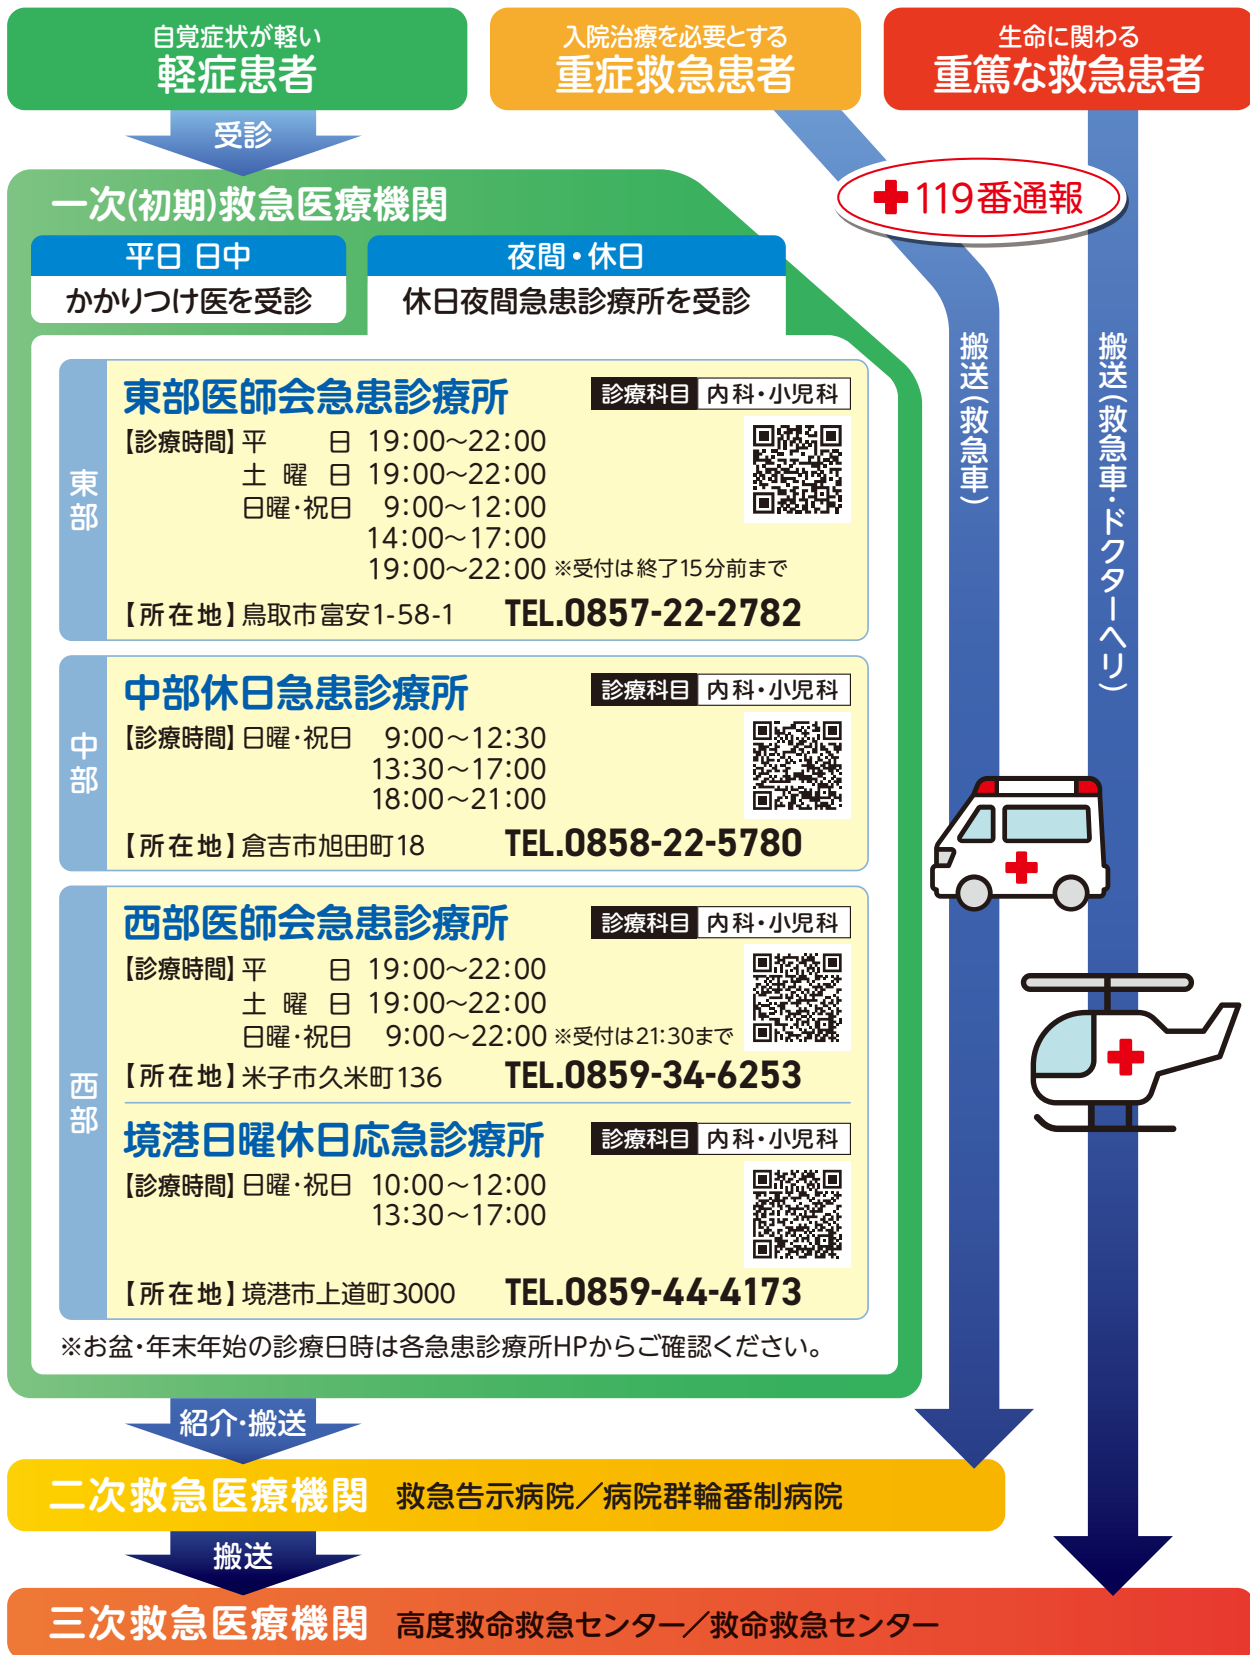 自覚症状が軽い
軽症患者
入院治療を必要とする
重症救急患者
生命に関わる
重篤な救急患者
受診
119番通報
一次(初期)救急医療機関
平日 日中
かかりつけ医を受診
夜間・休日
休日夜間急患診療所を受診
搬送(救急車)
搬送(救急車・ドクターヘリ)
東部
東部医師会急患診療所
診療科目 内科・小児科
【診療時間】平日 19:00〜22:00
土曜日 19:00〜22:00
日曜・祝日 9:00〜12:00
14:00〜17:00
19:00〜22:00 ※受付は終了15分前まで
【所在地】鳥取市富安1-58-1 TEL.0857-22-2782
中部
中部休日急患診療所
診療科目 内科・小児科
【診療時間】日曜・祝日 9:00〜12:30
13:30〜17:00
18:00〜21:00
【所在地】倉吉市旭田町18 TEL.0858-22-5780
西部
西部医師会急患診療所
診療科目 内科・小児科
【診療時間】平日 19:00〜22:00
土曜日 19:00〜22:00
日曜・祝日 9:00〜22:00 ※受付は21:30まで
【所在地】米子市久米町136 TEL.0859-34-6253
境港日曜休日応急診療所
診療科目 内科・小児科
【診療時間】日曜・祝日 10:00〜12:00
13:30〜17:00
【所在地】境港市上道町3000 TEL.0859-44-4173
※お盆・年末年始の診療日時は各急患診療所HPからご確認ください。
紹介・搬送
二次救急医療機関 救急告示病院／病院群輪番制病院
搬送
三次救急医療機関 高度救命救急センター／救命救急センター